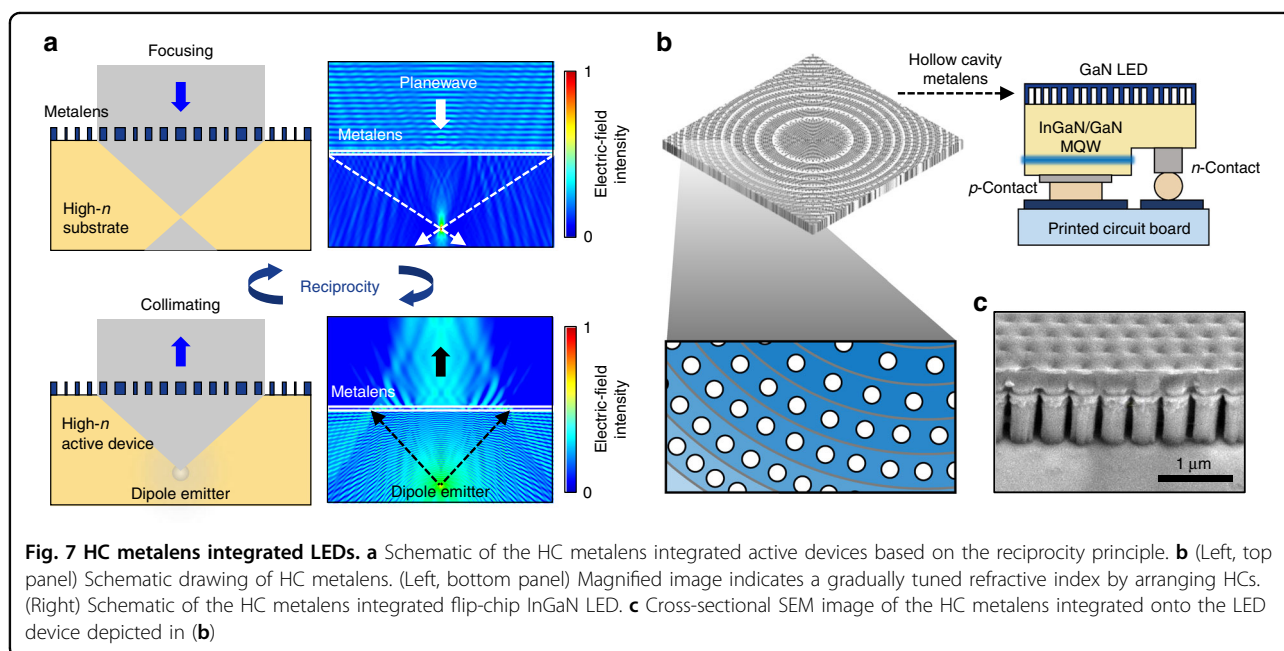 a
Focusing
Metalens
High-n
substrate
Planewave
Metalens
1
0
Electric-field
intensity
Reciprocity
Collimating
Metalens
High-n
active device
Dipole emitter
Metalens
Dipole emitter
1
0
Electric-field
intensity
b
Hollow cavity
metalens
GaN LED
InGaN/GaN
MQW
n-Contact
p-Contact
Printed circuit board
c
1 μm
Fig. 7 HC metalens integrated LEDs. a Schematic of the HC metalens integrated active devices based on the reciprocity principle. b (Left, top
panel) Schematic drawing of HC metalens. (Left, bottom panel) Magnified image indicates a gradually tuned refractive index by arranging HCs.
(Right) Schematic of the HC metalens integrated flip-chip InGaN LED. c Cross-sectional SEM image of the HC metalens integrated onto the LED
device depicted in (b)